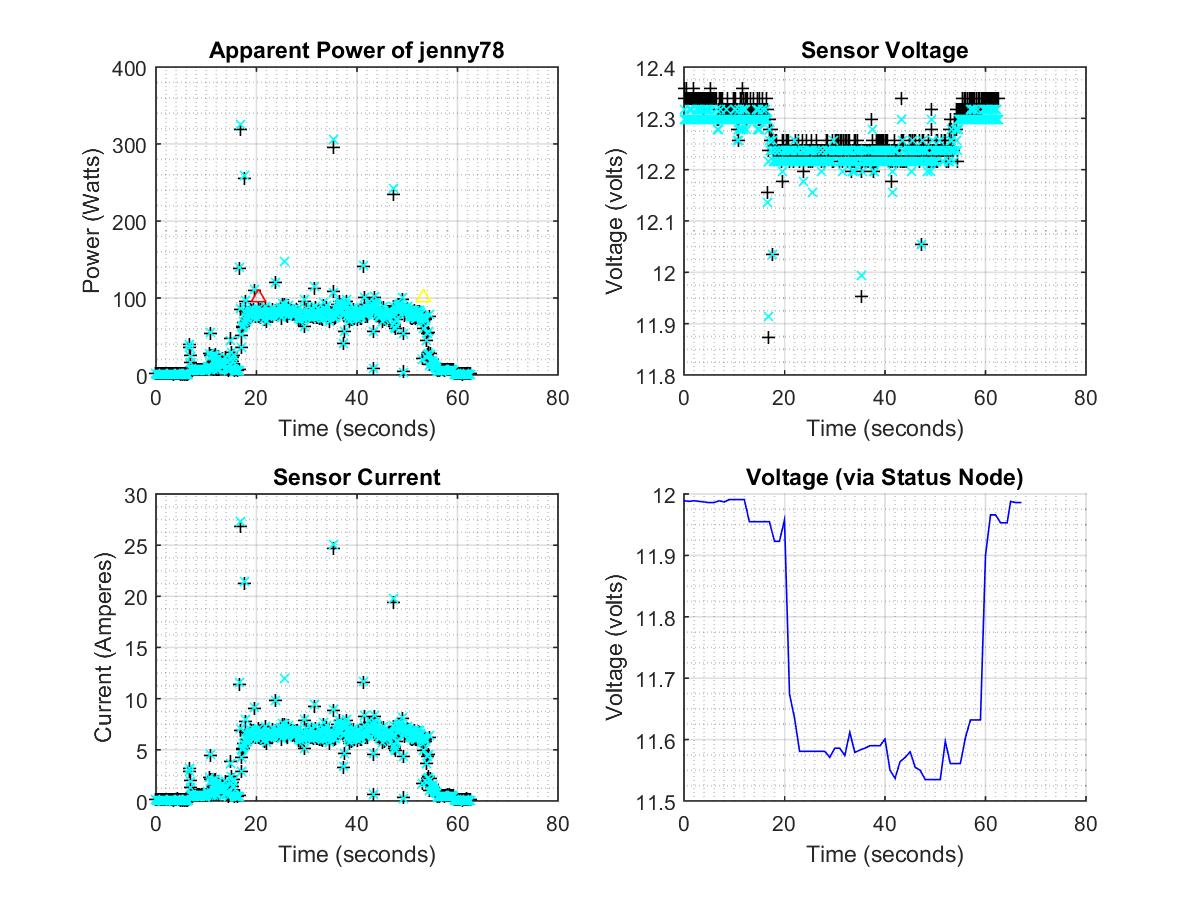 Apparent Power of jenny78
400
300
200
100
0
Power (Watts)
0 20 40 60 80
Time (seconds)
Sensor Voltage
12.4
12.3
12.2
12.1
12
11.9
11.8
Voltage (volts)
0 20 40 60 80
Time (seconds)
Sensor Current
30
25
20
15
10
5
0
Current (Amperes)
0 20 40 60 80
Time (seconds)
Voltage (via Status Node)
12
11.9
11.8
11.7
11.6
11.5
Voltage (volts)
0 20 40 60 80
Time (seconds)